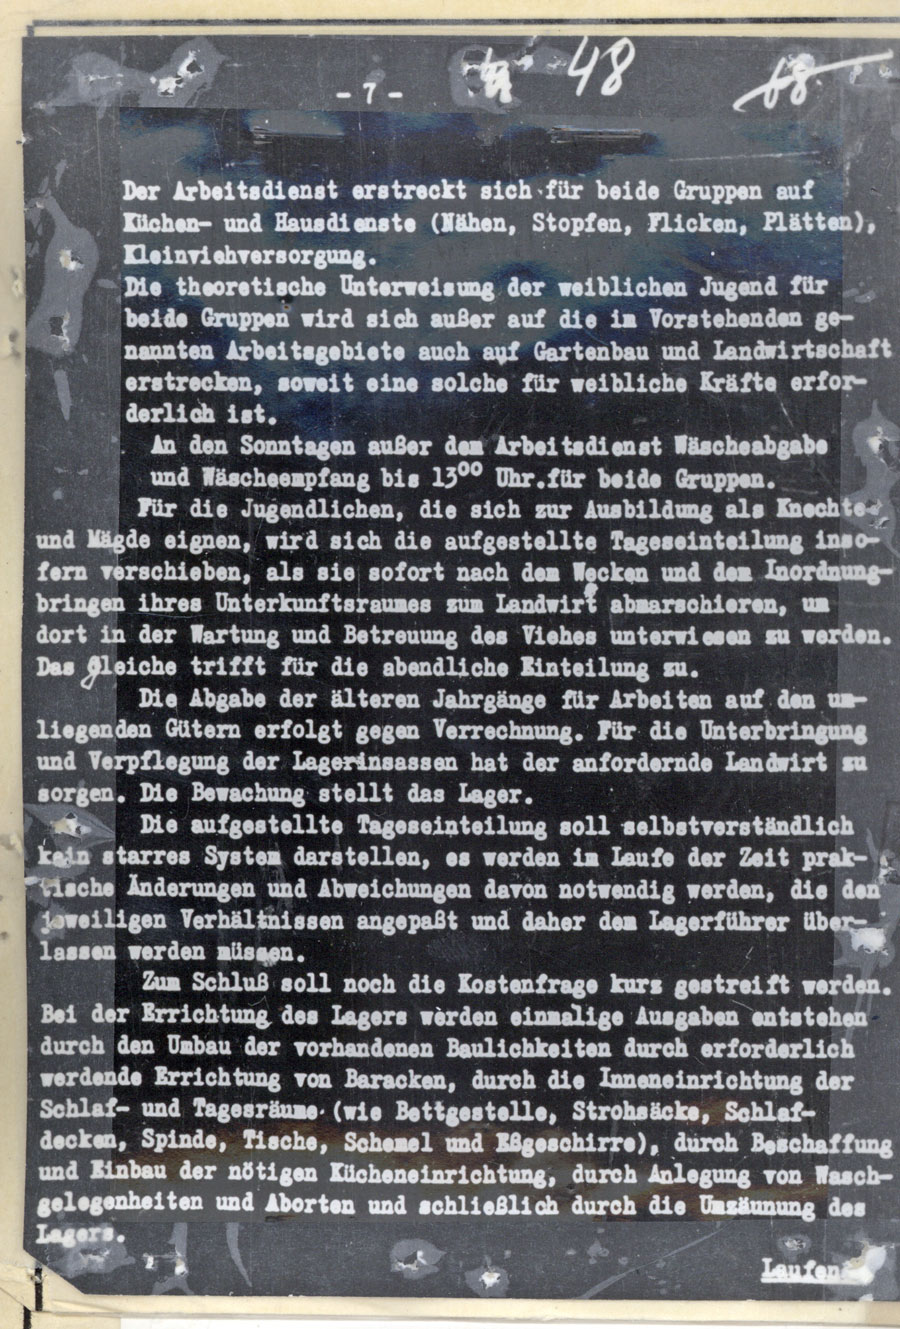 - 7 - 48 68
Der Arbeitsdienst erstreckt sich für beide Gruppen auf
Küchen- und Hausdienste (Nähen, Stopfen, Flicken, Plätten),
Kleinviehversorgung.
Die theoretische Unterweisung der weiblichen Jugend für
beide Gruppen wird sich außer auf die im Vorstehenden ge-
nannten Arbeitsgebiete auch auf Gartenbau und Landwirtschaft
erstrecken, soweit eine solche für weibliche Kräfte erfor-
derlich ist.
An den Sonntagen außer dem Arbeitsdienst Wäscheabgabe
und Wäscheempfang bis 13⁰⁰ Uhr.für beide Gruppen.
Für die Jugendlichen, die sich zur Ausbildung als Knechte
und Mägde eignen, wird sich die aufgestellte Tageseinteilung inso-
fern verschieben, als sie sofort nach dem Wecken und dem Inordnung-
bringen ihres Unterkunftsraumes zum Landwirt abmarschieren, um
dort in der Wartung und Betreuung des Viehes unterwiesen zu werden.
Das gleiche trifft für die abendliche Einteilung zu.
Die Abgabe der älteren Jahrgänge für Arbeiten auf den um-
liegenden Gütern erfolgt gegen Verrechnung. Für die Unterbringung
und Verpflegung der Lagerinsassen hat der anfordernde Landwirt zu
sorgen. Die Bewachung stellt das Lager.
Die aufgestellte Tageseinteilung soll selbstverständlich
kein starres System darstellen, es werden im Laufe der Zeit prak-
tische Änderungen und Abweichungen davon notwendig werden, die den
jeweiligen Verhältnissen angepaßt und daher dem Lagerführer über-
lassen werden müssen.
Zum Schluß soll noch die Kostenfrage kurz gestreift werden.
Bei der Errichtung des Lagers werden einmalige Ausgaben entstehen
durch den Umbau der vorhandenen Baulichkeiten durch erforderlich
werdende Errichtung von Baracken, durch die Inneneinrichtung der
Schlaf- und Tagesräume (wie Bettgestelle, Strohsäcke, Schlaf-
decken, Spinde, Tische, Schemel und Eßgeschirre), durch Beschaffung
und Einbau der nötigen Kücheneinrichtung, durch Anlegung von Wasch-
gelegenheiten und Aborten und schließlich durch die Umzäunung des
Lagers.